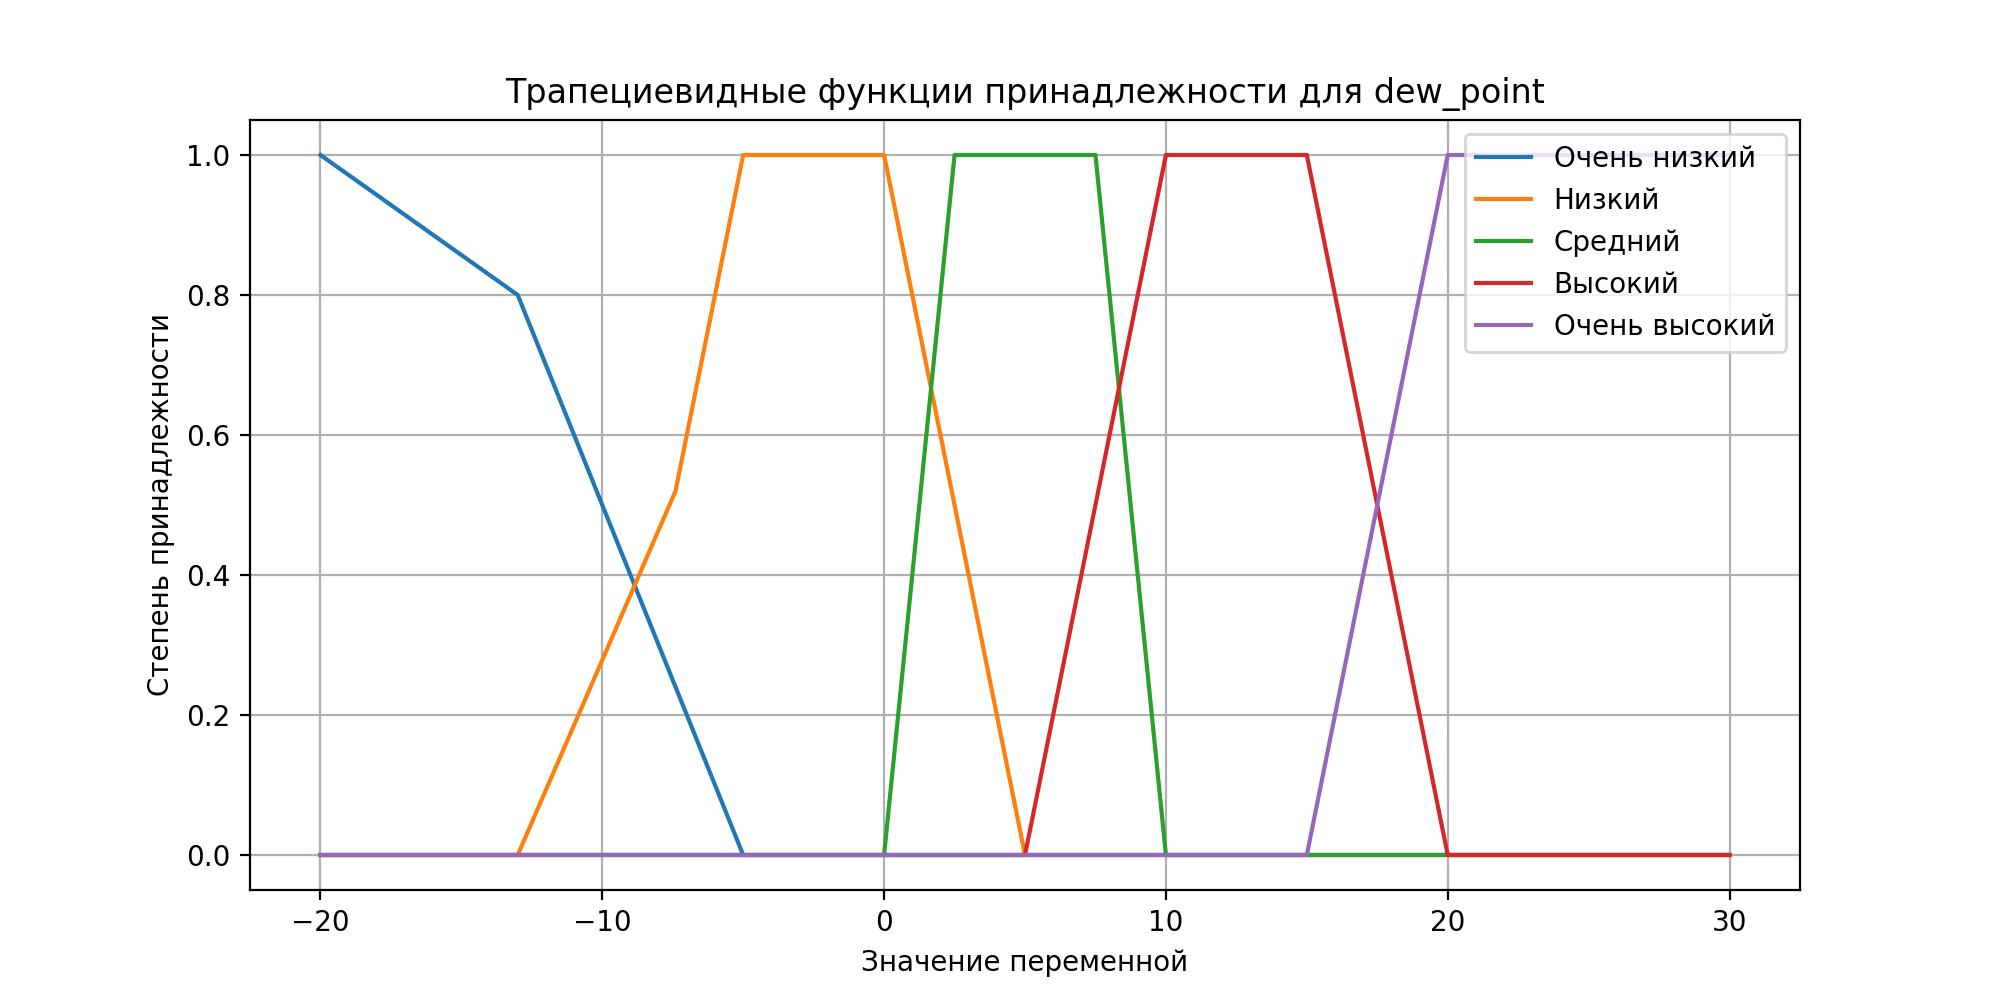 Трапециевидные функции принадлежности для dew_point
Степень принадлежности
1.0
0.8
0.6
0.4
0.2
0.0
Очень низкий
Низкий
Средний
Высокий
Очень высокий
−20 −10 0 10 20 30
Значение переменной